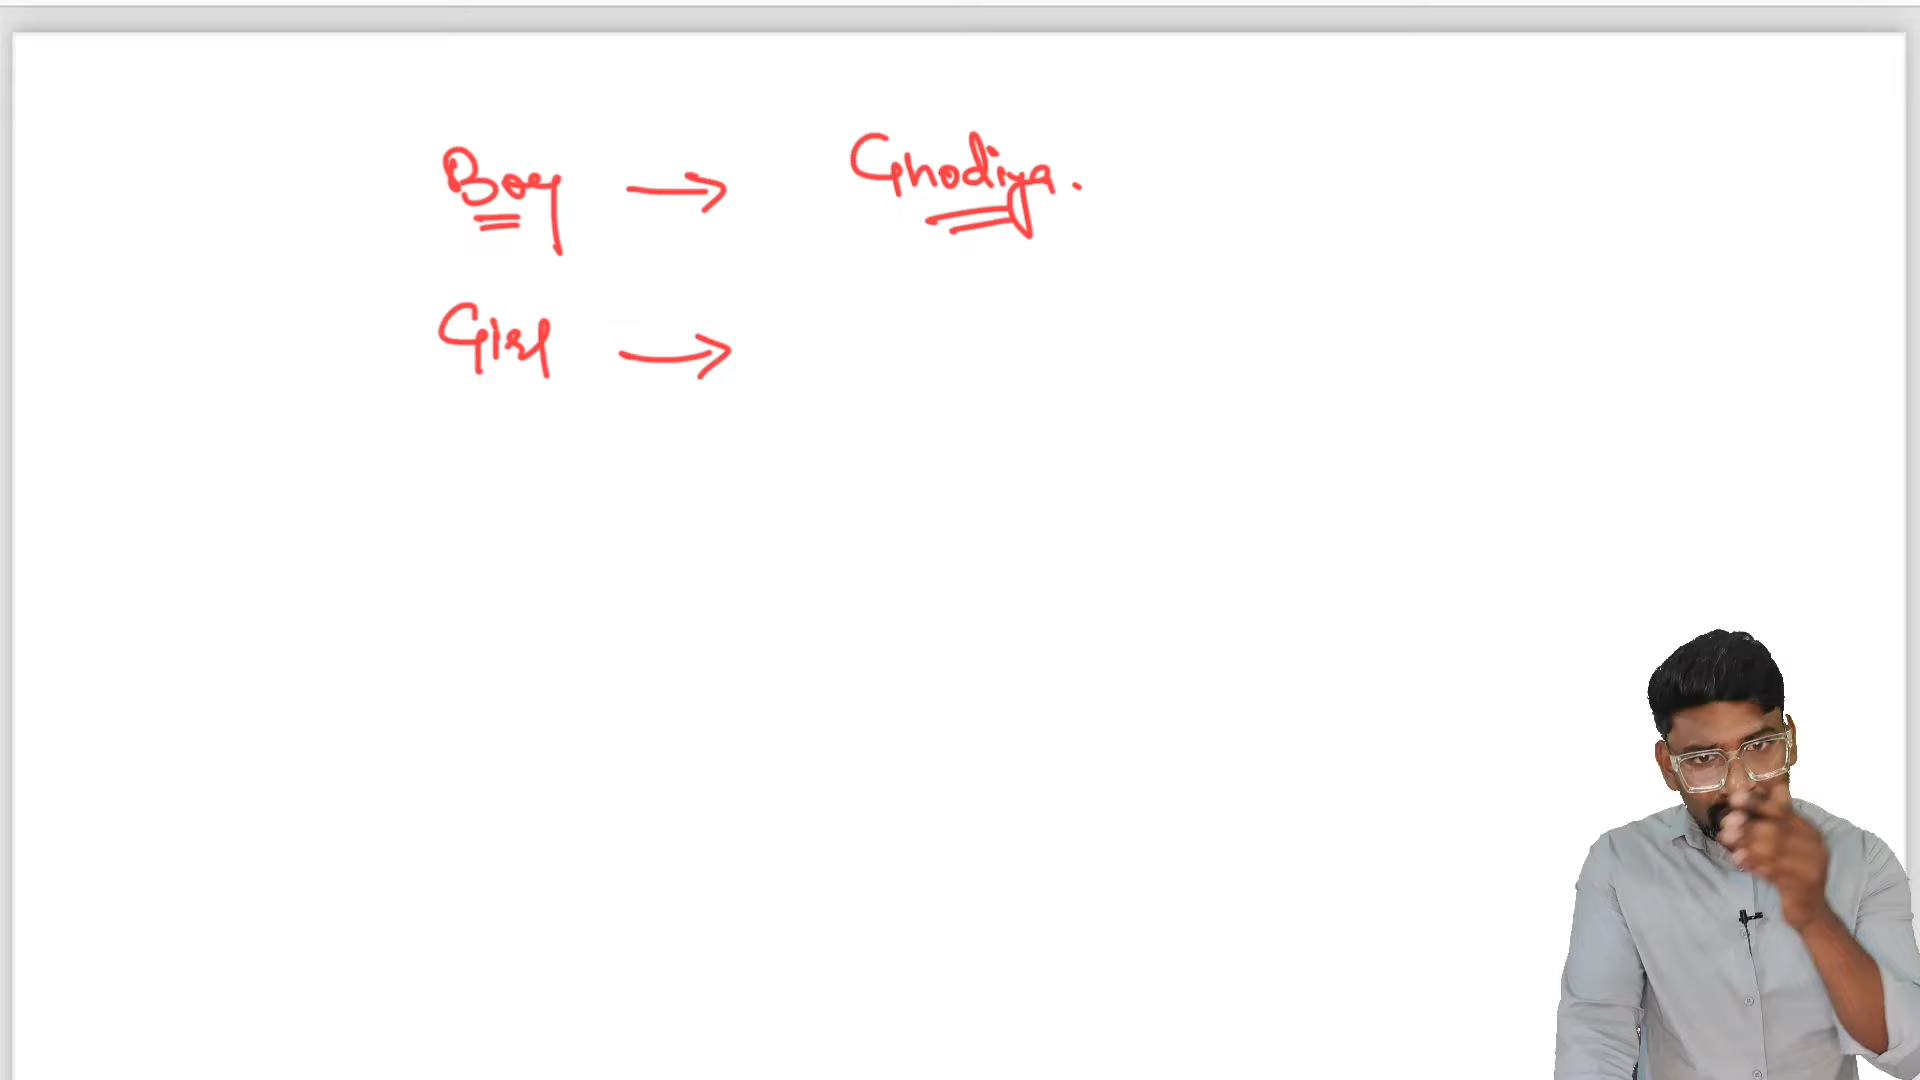 Boy → Ghodiya.
Girl →